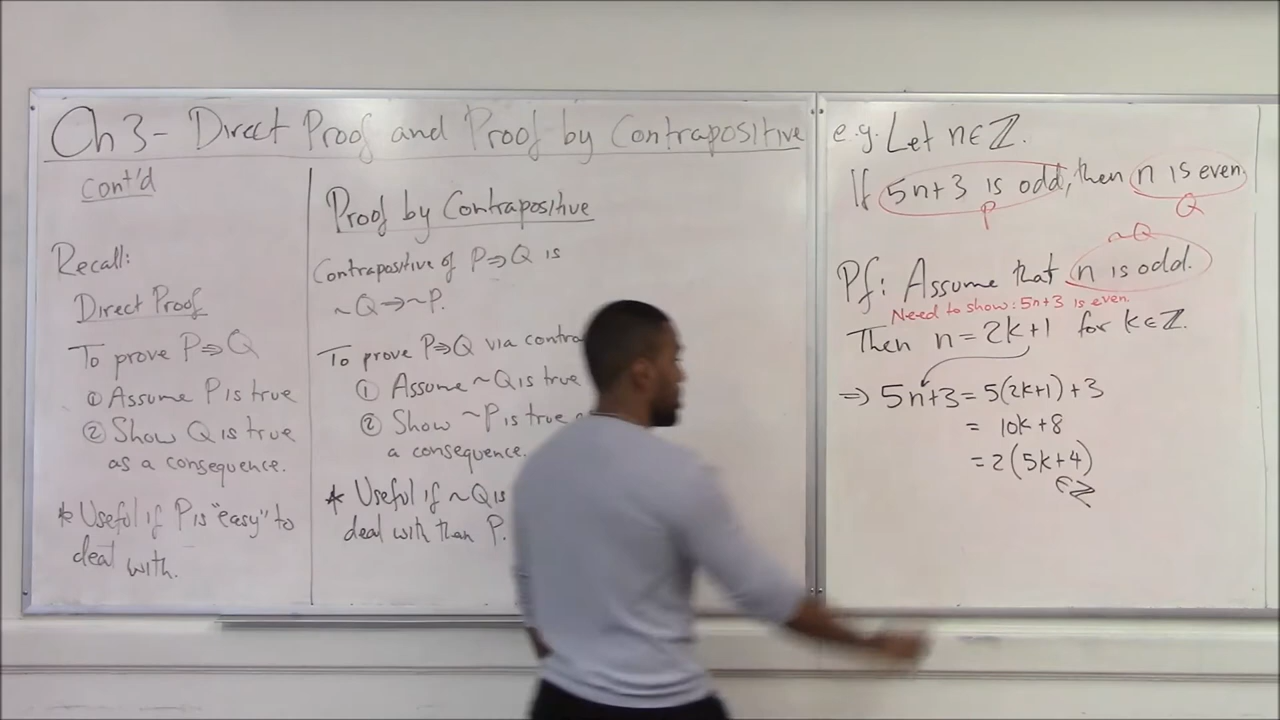 Ch 3 - Direct Proof and Proof by Contrapositive
cont'd
Recall:
Direct Proof
To prove P⇒Q
① Assume P is true
② Show Q is true
as a consequence.
* Useful if P is "easy" to
deal with.
Proof by Contrapositive
Contrapositive of P⇒Q is
~Q→~P.
To prove P⇒Q via contra
① Assume ~Q is true
② Show ~P is true
a consequence.
* Useful if ~Q is
deal with than P.
e.g. Let n∈ℤ.
If 5n+3 is odd, then n is even.
P
Q
~Q
Pf: Assume that n is odd.
Need to show: 5n+3 is even.
Then n=2k+1 for k∈ℤ.
⇒ 5n+3 = 5(2k+1)+3
= 10k+8
= 2(5k+4)
∈ℤ